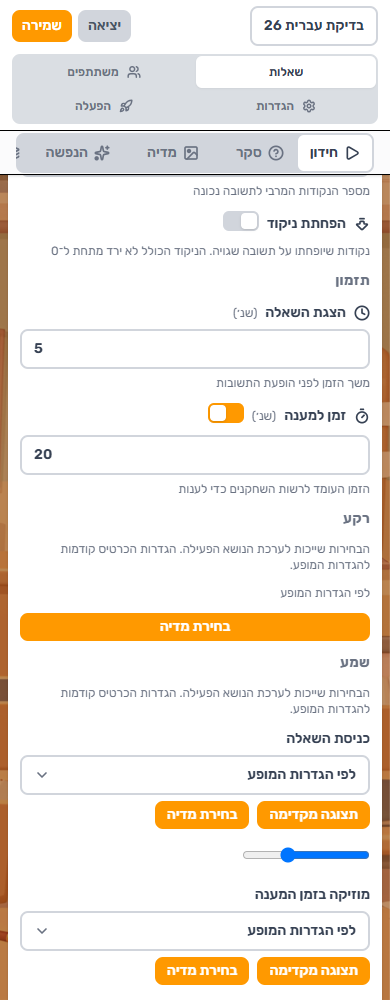 בדיקת עברית 26
יציאה
שמירה
שאלות
משתתפים
הגדרות
הפעלה
חידון
סקר
מדיה
הנפשה
מספר הנקודות המרבי לתשובה נכונה
הפחתת ניקוד
נקודות שיופחתו על תשובה שגויה. הניקוד הכולל לא ירד מתחת ל־0
תזמון
הצגת השאלה (שנ׳)
5
משך הזמן לפני הופעת התשובות
זמן למענה (שנ׳)
20
הזמן העומד לרשות השחקנים כדי לענות
רקע
הבחירות שייכות לערכת הנושא הפעילה. הגדרות הכרטיס קודמות
להגדרות המופע.
לפי הגדרות המופע
בחירת מדיה
שמע
הבחירות שייכות לערכת הנושא הפעילה. הגדרות הכרטיס קודמות
להגדרות המופע.
כניסת השאלה
לפי הגדרות המופע
תצוגה מקדימה
בחירת מדיה
מוזיקה בזמן המענה
לפי הגדרות המופע
תצוגה מקדימה
בחירת מדיה